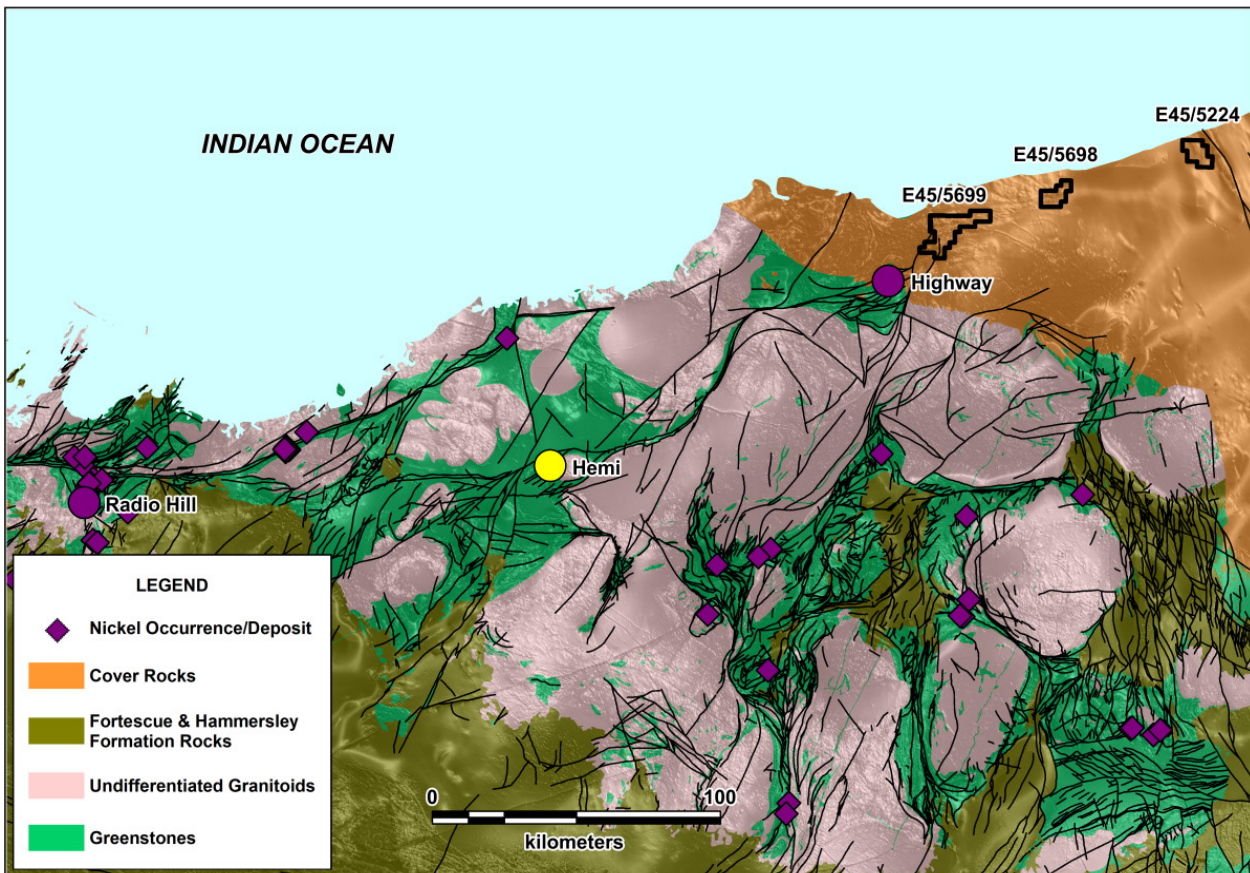 E45/5224
INDIAN OCEAN
E45/5698
E45/5699
Highway
Hemi
Radio Hill
LEGEND
Nickel Occurrence/Deposit
Cover Rocks
Fortescue & Hammersley
Formation Rocks
Undifferentiated Granitoids
Greenstones
0 100
kilometers